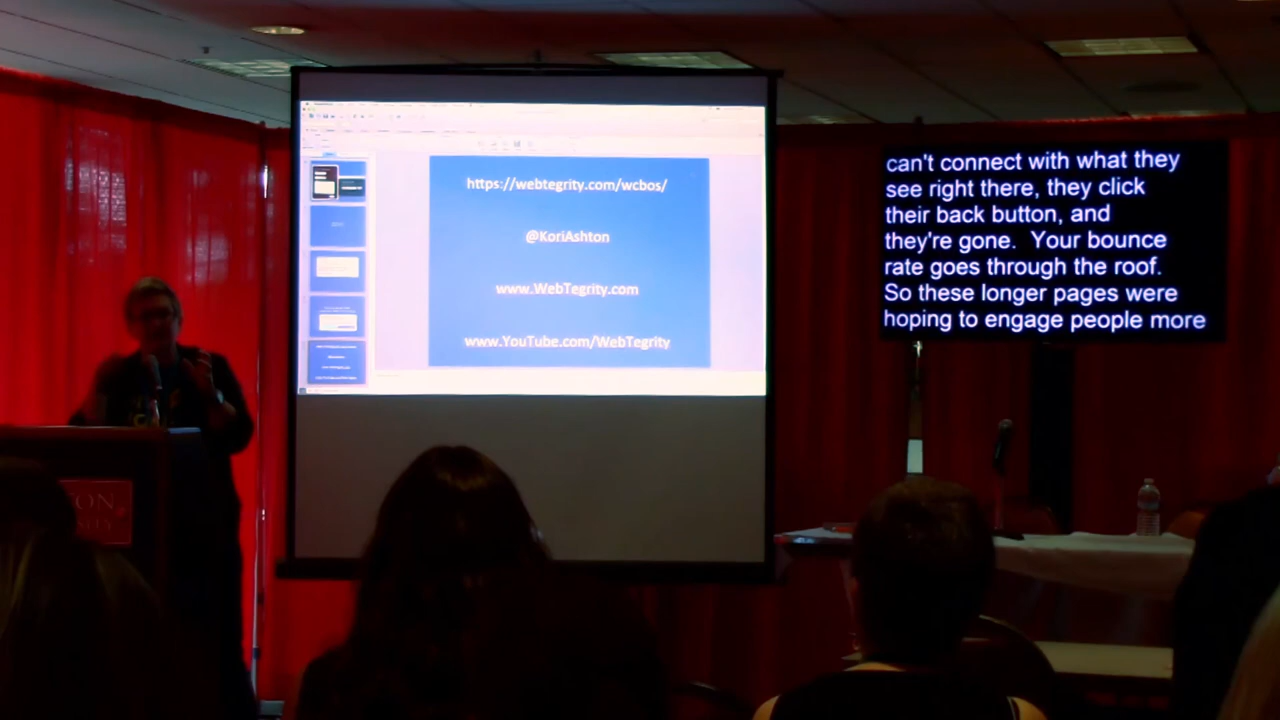 https://webtegrity.com/wcbos/
@KoriAshton
www.WebTegrity.com
www.YouTube.com/WebTegrity
can't connect with what they
see right there, they click
their back button, and
they're gone.  Your bounce
rate goes through the roof.
So these longer pages were
hoping to engage people more